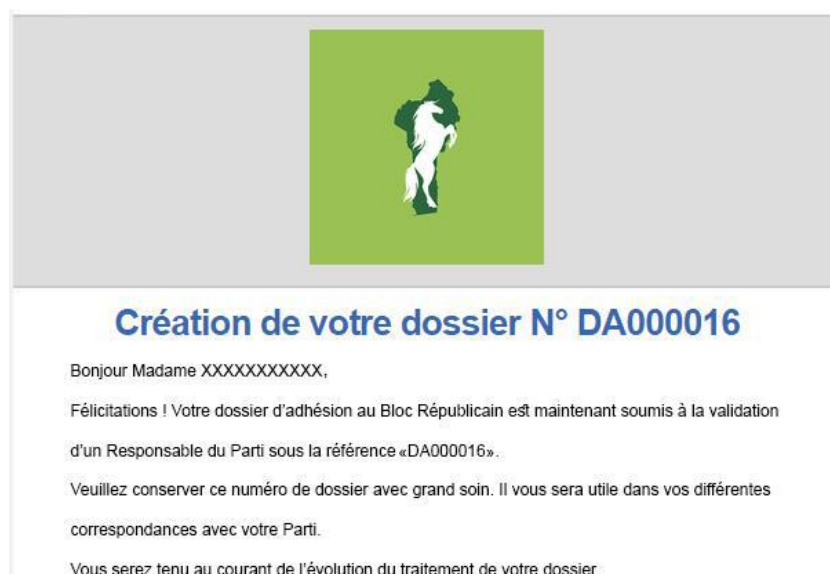 Création de votre dossier N° DA000016
Bonjour Madame XXXXXXXXXXX,
Félicitations ! Votre dossier d'adhésion au Bloc Républicain est maintenant soumis à la validation
d'un Responsable du Parti sous la référence «DA000016».
Veuillez conserver ce numéro de dossier avec grand soin. Il vous sera utile dans vos différentes
correspondances avec votre Parti.
Vous serez tenu au courant de l'évolution du traitement de votre dossier